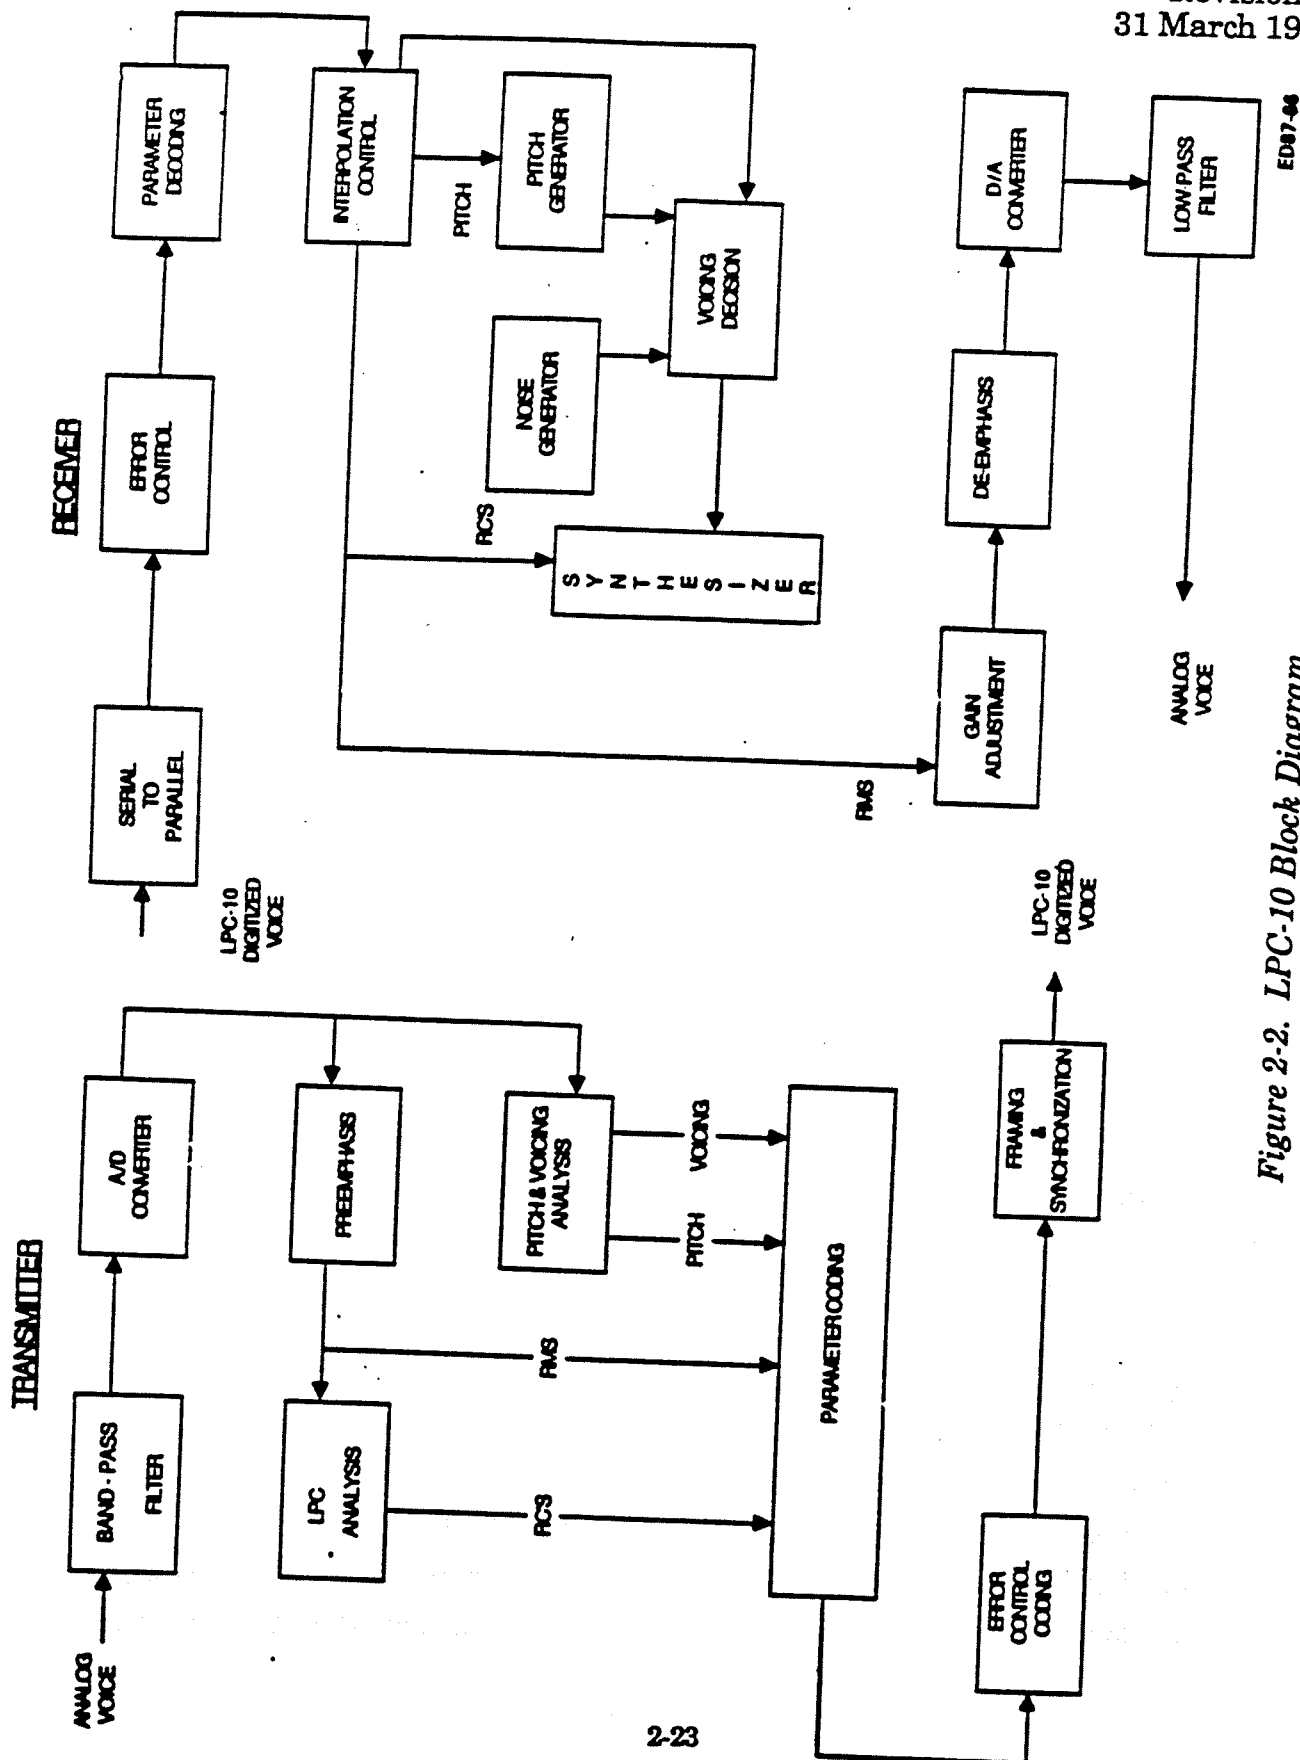 31 March 19
TRANSMITTER
ANALOG
VOICE
BAND - PASS
FILTER
A/D
CONVERTER
PREEMPHASIS
LPC
ANALYSIS
PITCH & VOICING
ANALYSIS
RCS
RMS
PITCH
VOICING
PARAMETER CODING
ERROR
CONTROL
CODING
FRAMING
&
SYNCHRONIZATION
LPC-10
DIGITIZED
VOICE
RECEIVER
LPC-10
DIGITIZED
VOICE
SERIAL
TO
PARALLEL
ERROR
CONTROL
PARAMETER
DECODING
INTERPOLATION
CONTROL
PITCH
PITCH
GENERATOR
NOISE
GENERATOR
VOICING
DECISION
RCS
SYNTHESIZER
RMS
GAIN
ADJUSTMENT
DE-EMPHASIS
D/A
CONVERTER
LOW-PASS
FILTER
ANALOG
VOICE
Figure 2-2. LPC-10 Block Diagram
2-23